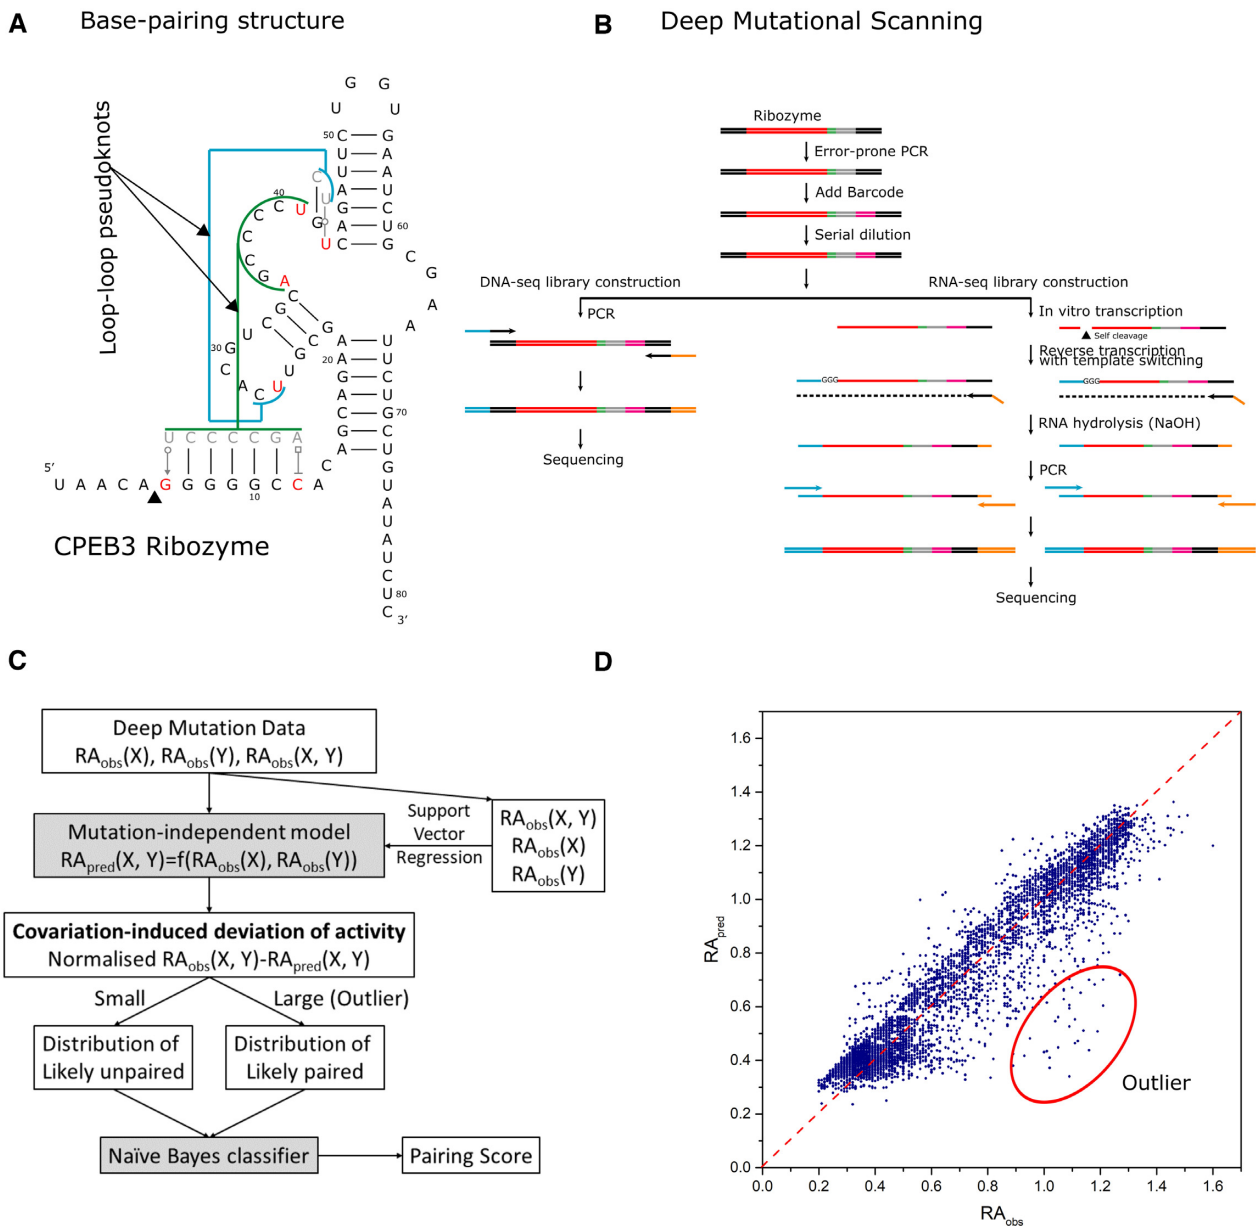 A
Base-pairing structure
Loop-loop pseudoknots
G G
U U
50 C G
U A
U A
A U
G C
A U 60
U C G
C
U
G
40
U
C
C
C
C
C
G
A
C
G
A
A
C
G
C
G
U
U
C
A
C
G
30
U
C
G
C
G
A
20 A
G
A
C
G
A
C
U
U
C
U
G 70
C
U
G
U
A
U
A
U
C
U 80
C
3′
U C C C C G A
5′
U A A C A G G G G G C C A
10
CPEB3 Ribozyme
B
Deep Mutational Scanning
Ribozyme
Error-prone PCR
Add Barcode
Serial dilution
DNA-seq library construction
RNA-seq library construction
PCR
Sequencing
In vitro transcription
Self cleavage
Reverse transcription
with template switching
GGG
GGG
RNA hydrolysis (NaOH)
PCR
Sequencing
C
Deep Mutation Data
RAobs(X), RAobs(Y), RAobs(X, Y)
Mutation-independent model
RApred(X, Y)=f(RAobs(X), RAobs(Y))
Support
Vector
Regression
RAobs(X, Y)
RAobs(X)
RAobs(Y)
Covariation-induced deviation of activity
Normalised RAobs(X, Y)-RApred(X, Y)
Small
Large (Outlier)
Distribution of
Likely unpaired
Distribution of
Likely paired
Naïve Bayes classifier
Pairing Score
D
1.6
1.4
1.2
1.0
0.8
0.6
0.4
0.2
0.0
RApred
Outlier
0.0 0.2 0.4 0.6 0.8 1.0 1.2 1.4 1.6
RAobs